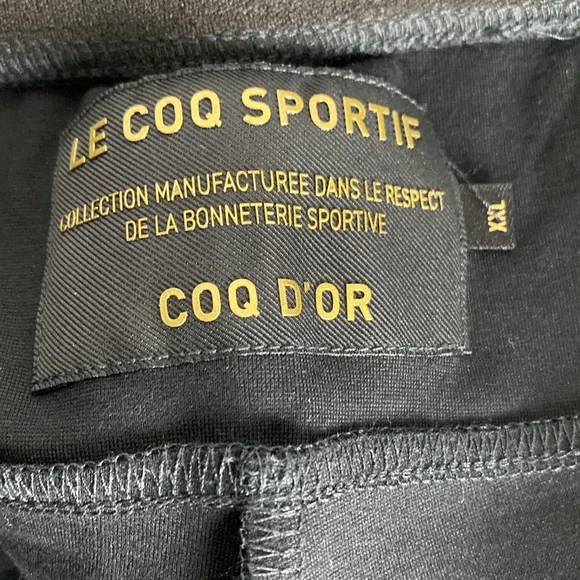 LE COQ SPORTIF
COLLECTION MANUFACTUREE DANS LE RESPECT
DE LA BONNETERIE SPORTIVE
COQ D'OR
XXL